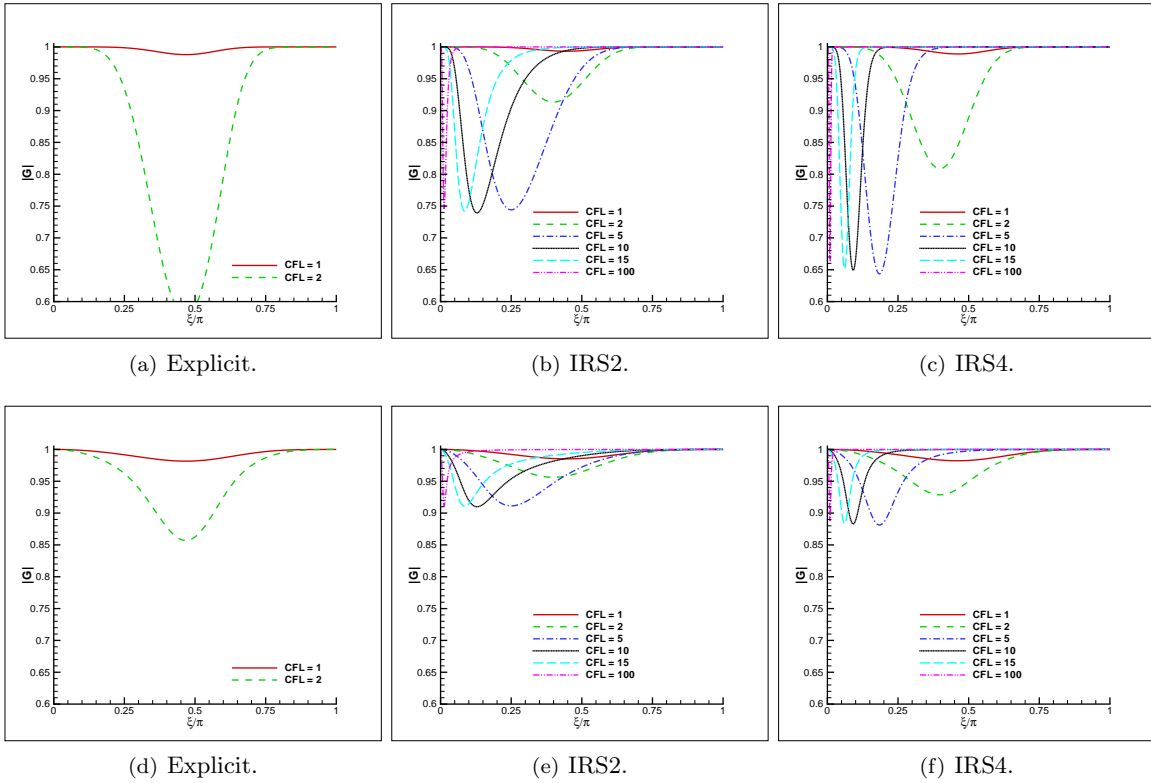 1
0.95
0.9
0.85
0.8
|G|
0.75
0.7
0.65
0.6
0
0.25
0.5
0.75
1
ξ/π
CFL = 1
CFL = 2
(a) Explicit.
1
0.95
0.9
0.85
0.8
|G|
0.75
0.7
0.65
0.6
0
0.25
0.5
0.75
1
ξ/π
CFL = 1
CFL = 2
CFL = 5
CFL = 10
CFL = 15
CFL = 100
(b) IRS2.
1
0.95
0.9
0.85
0.8
|G|
0.75
0.7
0.65
0.6
0
0.25
0.5
0.75
1
ξ/π
CFL = 1
CFL = 2
CFL = 5
CFL = 10
CFL = 15
CFL = 100
(c) IRS4.
1
0.95
0.9
0.85
0.8
|G|
0.75
0.7
0.65
0.6
0
0.25
0.5
0.75
1
ξ/π
CFL = 1
CFL = 2
(d) Explicit.
1
0.95
0.9
0.85
0.8
|G|
0.75
0.7
0.65
0.6
0
0.25
0.5
0.75
1
ξ/π
CFL = 1
CFL = 2
CFL = 5
CFL = 10
CFL = 15
CFL = 100
(e) IRS2.
1
0.95
0.9
0.85
0.8
|G|
0.75
0.7
0.65
0.6
0
0.25
0.5
0.75
1
ξ/π
CFL = 1
CFL = 2
CFL = 5
CFL = 10
CFL = 15
CFL = 100
(f) IRS4.